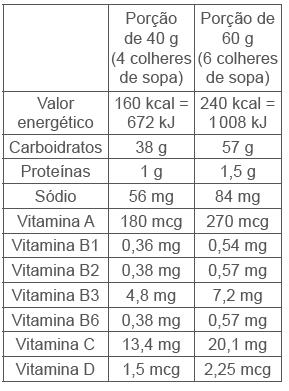 Porção de 40 g (4 colheres de sopa) Porção de 60 g (6 colheres de sopa)
Valor energético 160 kcal = 672 kJ 240 kcal = 1008 kJ
Carboidratos 38 g 57 g
Proteínas 1 g 1,5 g
Sódio 56 mg 84 mg
Vitamina A 180 mcg 270 mcg
Vitamina B1 0,36 mg 0,54 mg
Vitamina B2 0,38 mg 0,57 mg
Vitamina B3 4,8 mg 7,2 mg
Vitamina B6 0,38 mg 0,57 mg
Vitamina C 13,4 mg 20,1 mg
Vitamina D 1,5 mcg 2,25 mcg